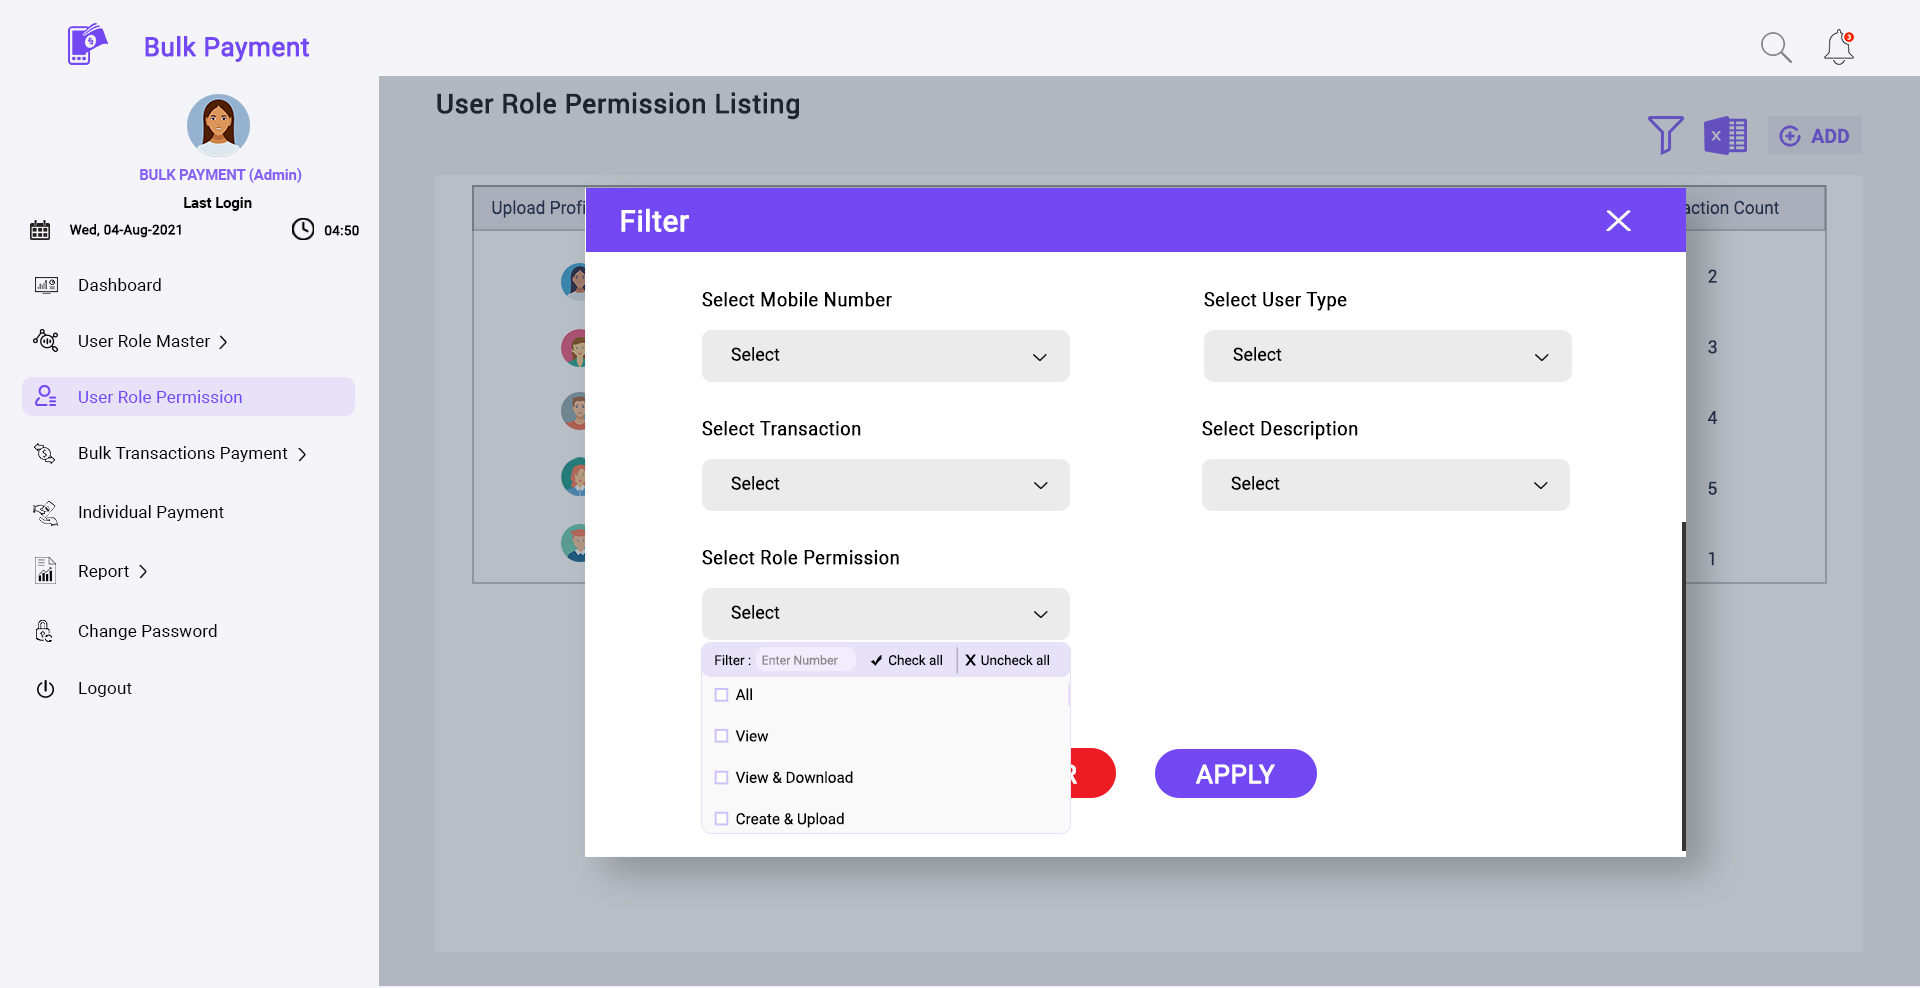 Bulk Payment
3
BULK PAYMENT (Admin)
Last Login
Wed, 04-Aug-2021
04:50
Dashboard
User Role Master
User Role Permission
Bulk Transactions Payment
Individual Payment
Report
Change Password
Logout
User Role Permission Listing
X
ADD
Upload Profi
action Count
2
3
4
5
1
Filter
Select Mobile Number
Select
Select User Type
Select
Select Transaction
Select
Select Description
Select
Select Role Permission
Select
Filter : Enter Number Check all Uncheck all
All
View
View & Download
Create & Upload
R
APPLY